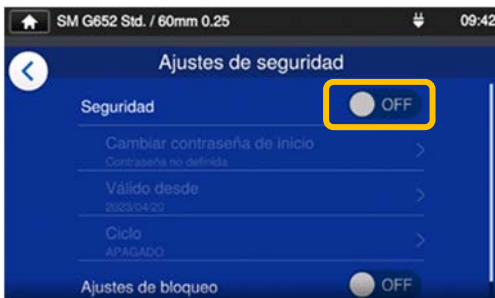 SM G652 Std. / 60mm 0.25 09:42
Ajustes de seguridad
Seguridad OFF
Cambiar contraseña de inicio
Contraseña no definida
Válido desde
2023/04/20
Ciclo
APAGADO
Ajustes de bloqueo OFF